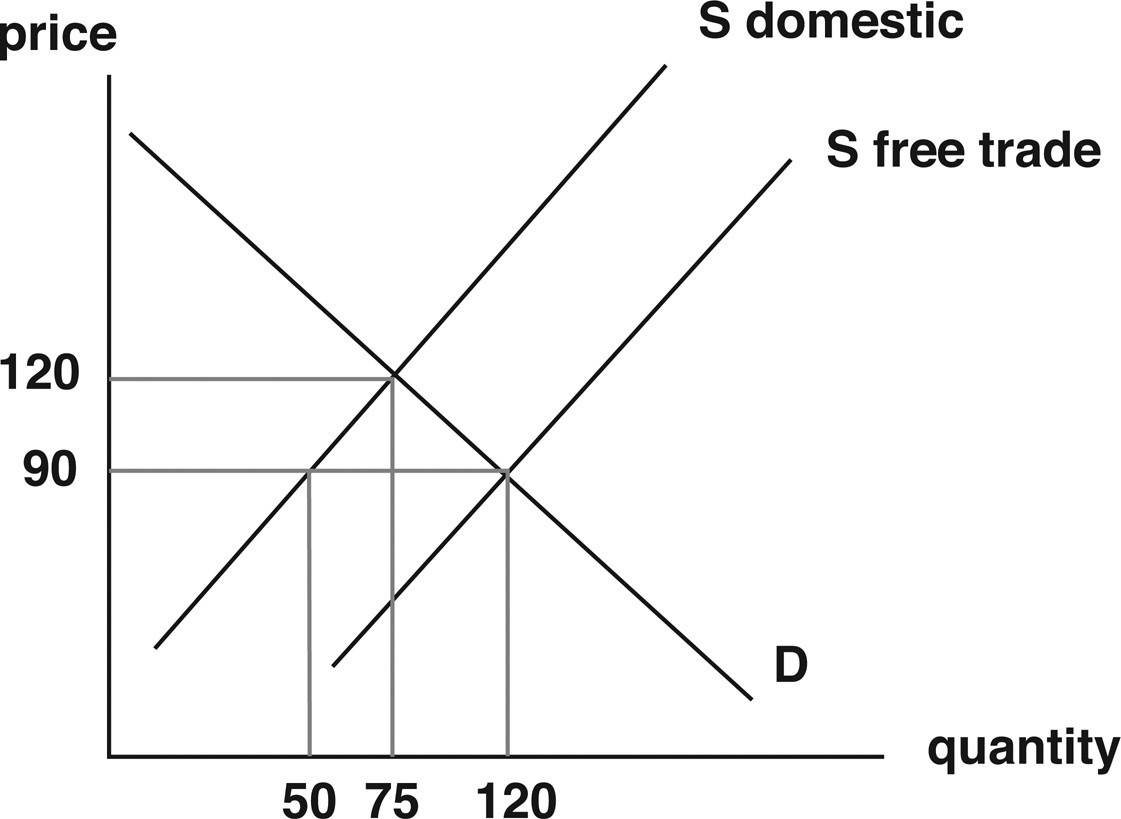 price
S domestic
S free trade
120
90
D
quantity
50 75 120